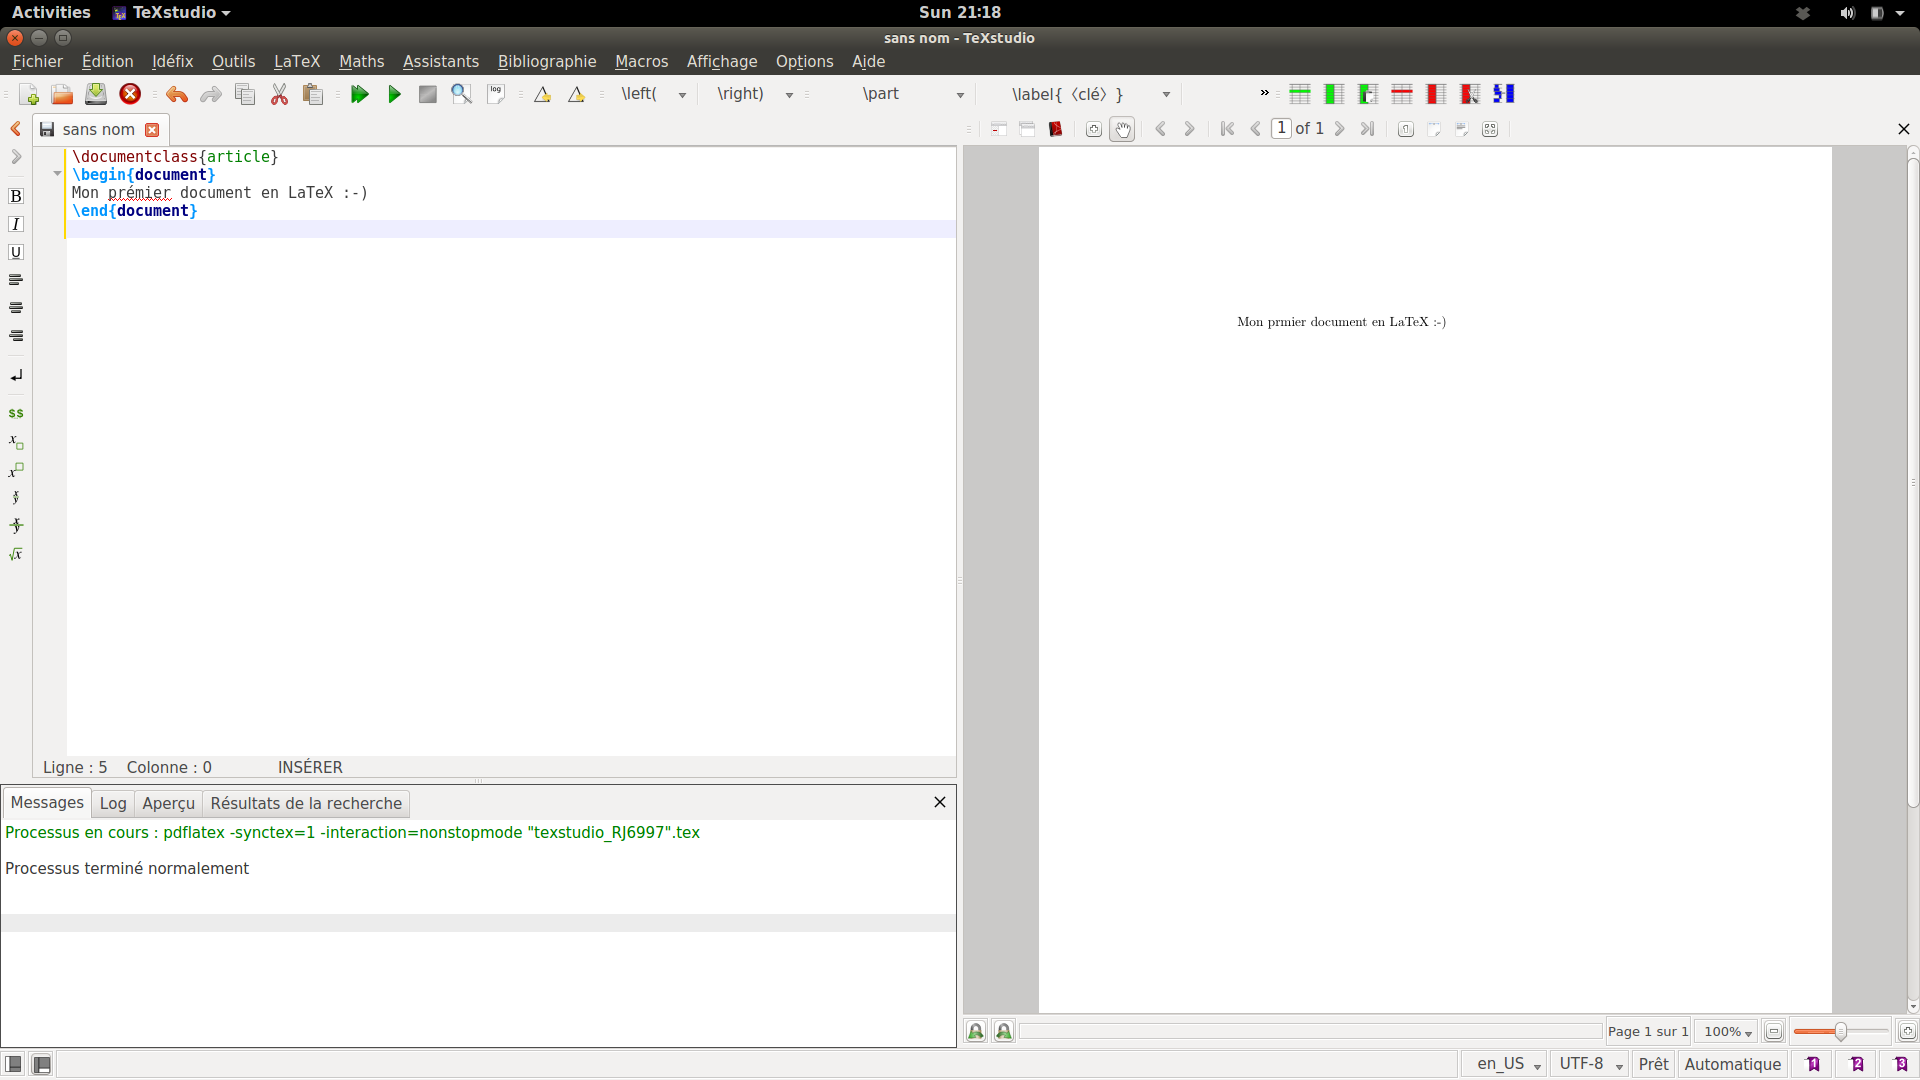 Activities TeXstudio Sun 21:18
sans nom - TeXstudio
Fichier Édition Idéfix Outils LaTeX Maths Assistants Bibliographie Macros Affichage Options Aide
log \left( \right) \part \label{〈clé〉} »
sans nom 1 of 1
\documentclass{article}
\begin{document}
Mon prémier document en LaTeX :-)
\end{document}
B
I
U
$$
x
x
x
y
x
y
√x
Mon prmier document en LaTeX :-)
Ligne : 5 Colonne : 0 INSÉRER
Messages Log Aperçu Résultats de la recherche
Processus en cours : pdflatex -synctex=1 -interaction=nonstopmode "texstudio_RJ6997".tex
Processus terminé normalement
Page 1 sur 1 100%
en_US UTF-8 Prêt Automatique 1 2 3